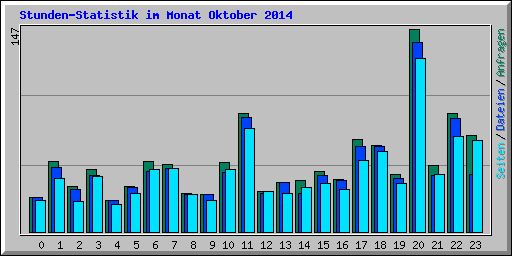 Stunden-Statistik im Monat Oktober 2014
147
Seiten/Dateien/Anfragen
0 1 2 3 4 5 6 7 8 9 10 11 12 13 14 15 16 17 18 19 20 21 22 23